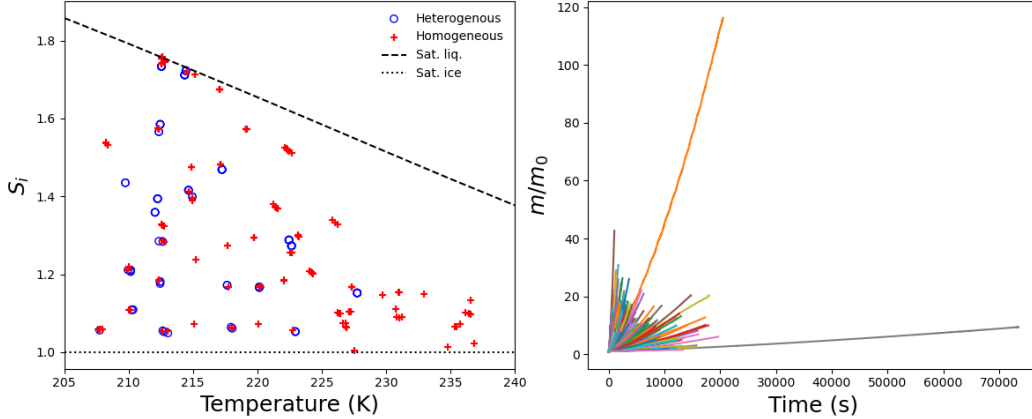 Heterogenous
Homogeneous
Sat. liq.
Sat. ice
S_i
1.8
1.6
1.4
1.2
1.0
205 210 215 220 225 230 235 240
Temperature (K)
m/m_0
120
100
80
60
40
20
0
0 10000 20000 30000 40000 50000 60000 70000
Time (s)